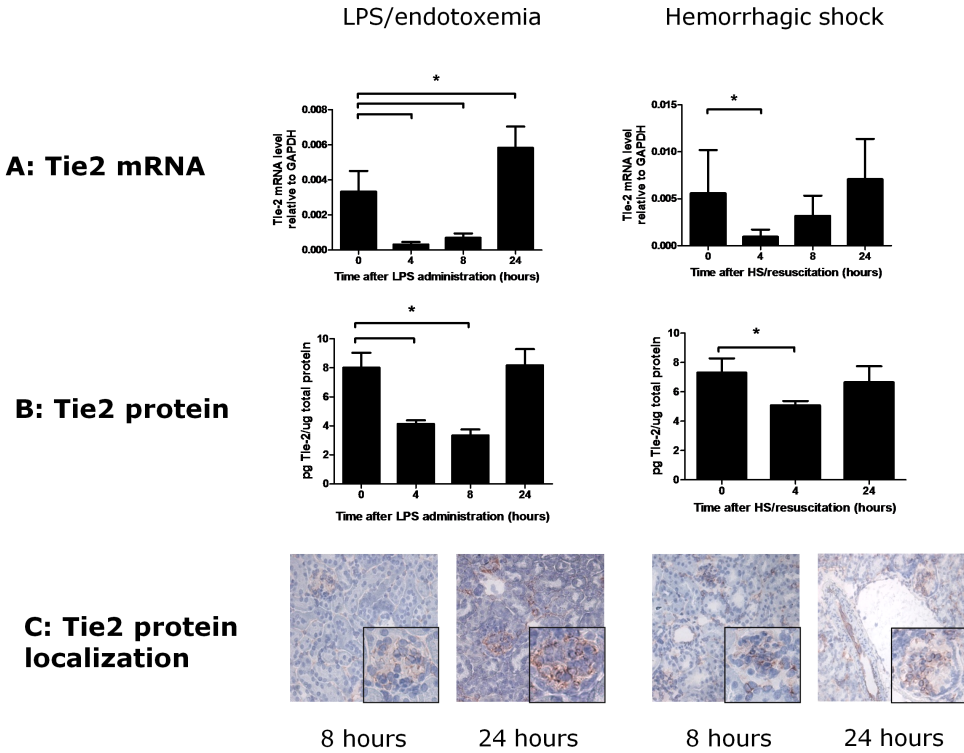 LPS/endotoxemia
Hemorrhagic shock
A: Tie2 mRNA
*
0.008
0.006
0.004
0.002
0.000
Tie-2 mRNA level
relative to GAPDH
0 4 8 24
Time after LPS administration (hours)
*
0.015
0.010
0.005
0.000
Tie-2 mRNA level
relative to GAPDH
0 4 8 24
Time after HS/resuscitation (hours)
B: Tie2 protein
*
10
8
6
4
2
0
pg Tie-2/ug total protein
0 4 8 24
Time after LPS administration (hours)
*
10
8
6
4
2
0
pg Tie-2/ug total protein
0 4 24
Time after HS/resuscitation (hours)
C: Tie2 protein
localization
8 hours
24 hours
8 hours
24 hours